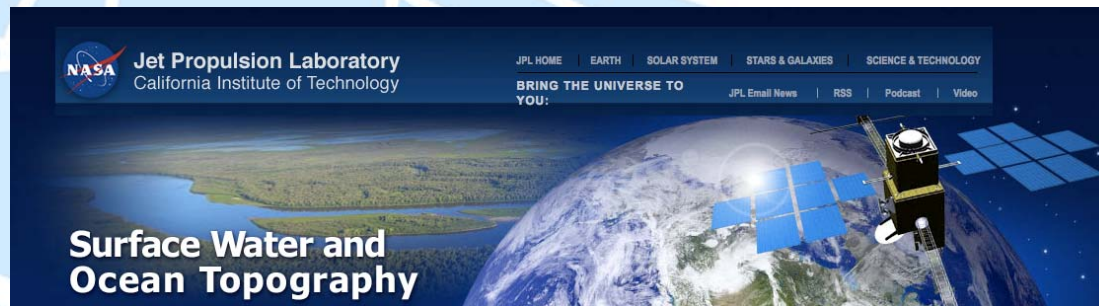 NASA
Jet Propulsion Laboratory
California Institute of Technology
JPL HOME | EARTH | SOLAR SYSTEM | STARS & GALAXIES | SCIENCE & TECHNOLOGY
BRING THE UNIVERSE TO
YOU:
JPL Email News | RSS | Podcast | Video
Surface Water and
Ocean Topography